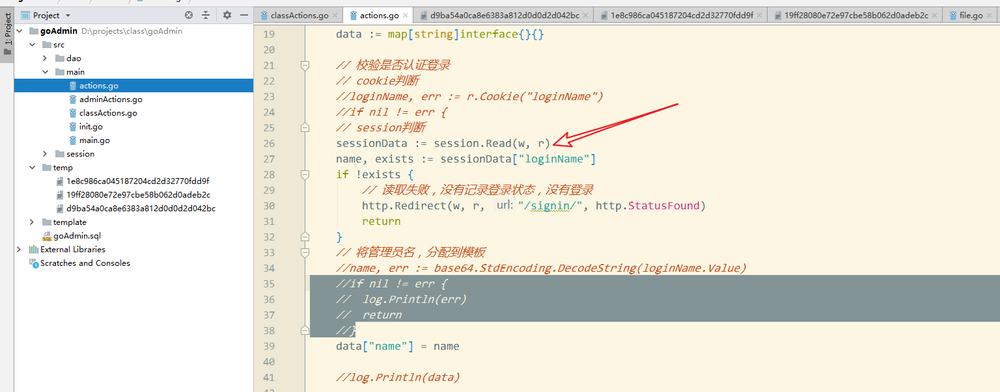 1: Project
Project
goAdmin D:\projects\class\goAdmin
src
dao
main
actions.go
adminActions.go
classActions.go
init.go
main.go
session
temp
1e8c986ca045187204cd2d32770fdd9f
19ff28080e72e97cbe58b062d0adeb2c
d9ba54a0ca8e6383a812d0d0d2d042bc
template
goAdmin.sql
External Libraries
Scratches and Consoles
classActions.go
actions.go
d9ba54a0ca8e6383a812d0d0d2d042bc
1e8c986ca045187204cd2d32770fdd9f
19ff28080e72e97cbe58b062d0adeb2c
file.go
19 data := map[string]interface{}{}
20
21 // 校验是否认证登录
22 // cookie判断
23 //loginName, err := r.Cookie("loginName")
24 //if nil != err {
25 // session判断
26 sessionData := session.Read(w, r)
27 name, exists := sessionData["loginName"]
28 if !exists {
29 // 读取失败，没有记录登录状态，没有登录
30 http.Redirect(w, r, url: "/signin/", http.StatusFound)
31 return
32 }
33 // 将管理员名，分配到模板
34 //name, err := base64.StdEncoding.DecodeString(loginName.Value)
35 //if nil != err {
36 // log.Println(err)
37 // return
38 //}
39 data["name"] = name
40
41 //log.Println(data)